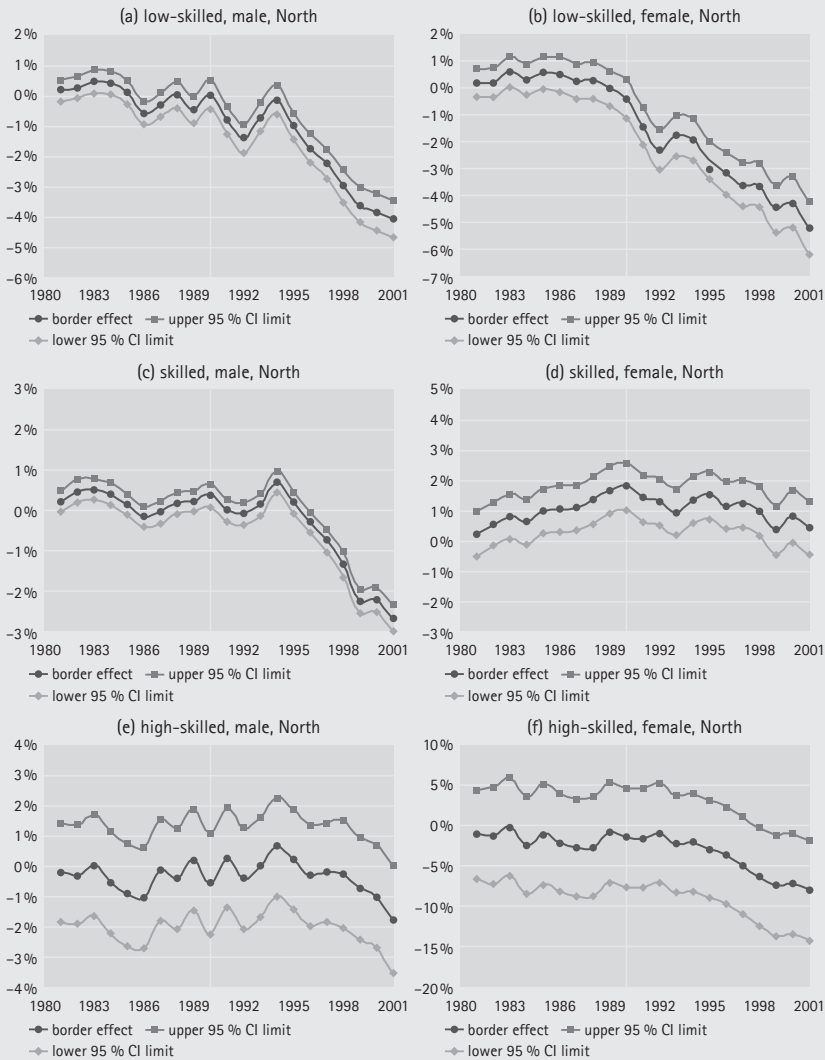 (a) low-skilled, male, North
2 %
1 %
0 %
−1 %
−2 %
−3 %
−4 %
−5 %
−6 %
1980 1983 1986 1989 1992 1995 1998 2001
border effect upper 95 % CI limit
lower 95 % CI limit
(b) low-skilled, female, North
2 %
1 %
0 %
−1 %
−2 %
−3 %
−4 %
−5 %
−6 %
−7 %
1980 1983 1986 1989 1992 1995 1998 2001
border effect upper 95 % CI limit
lower 95 % CI limit
(c) skilled, male, North
3 %
2 %
1 %
0 %
−1 %
−2 %
−3 %
1980 1983 1986 1989 1992 1995 1998 2001
border effect upper 95 % CI limit
lower 95 % CI limit
(d) skilled, female, North
5 %
4 %
3 %
2 %
1 %
0 %
−1 %
−2 %
−3 %
1980 1983 1986 1989 1992 1995 1998 2001
border effect upper 95 % CI limit
lower 95 % CI limit
(e) high-skilled, male, North
4 %
3 %
2 %
1 %
0 %
−1 %
−2 %
−3 %
−4 %
1980 1983 1986 1989 1992 1995 1998 2001
border effect upper 95 % CI limit
lower 95 % CI limit
(f) high-skilled, female, North
10 %
5 %
0 %
−5 %
−10 %
−15 %
−20 %
1980 1983 1986 1989 1992 1995 1998 2001
border effect upper 95 % CI limit
lower 95 % CI limit